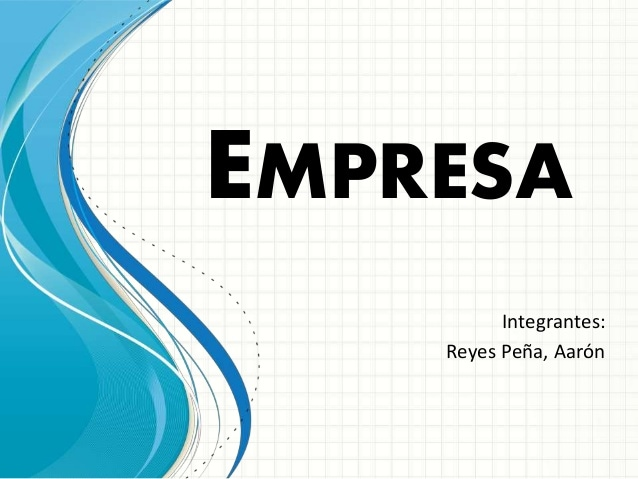 EMPRESA
Integrantes:
Reyes Peña, Aarón